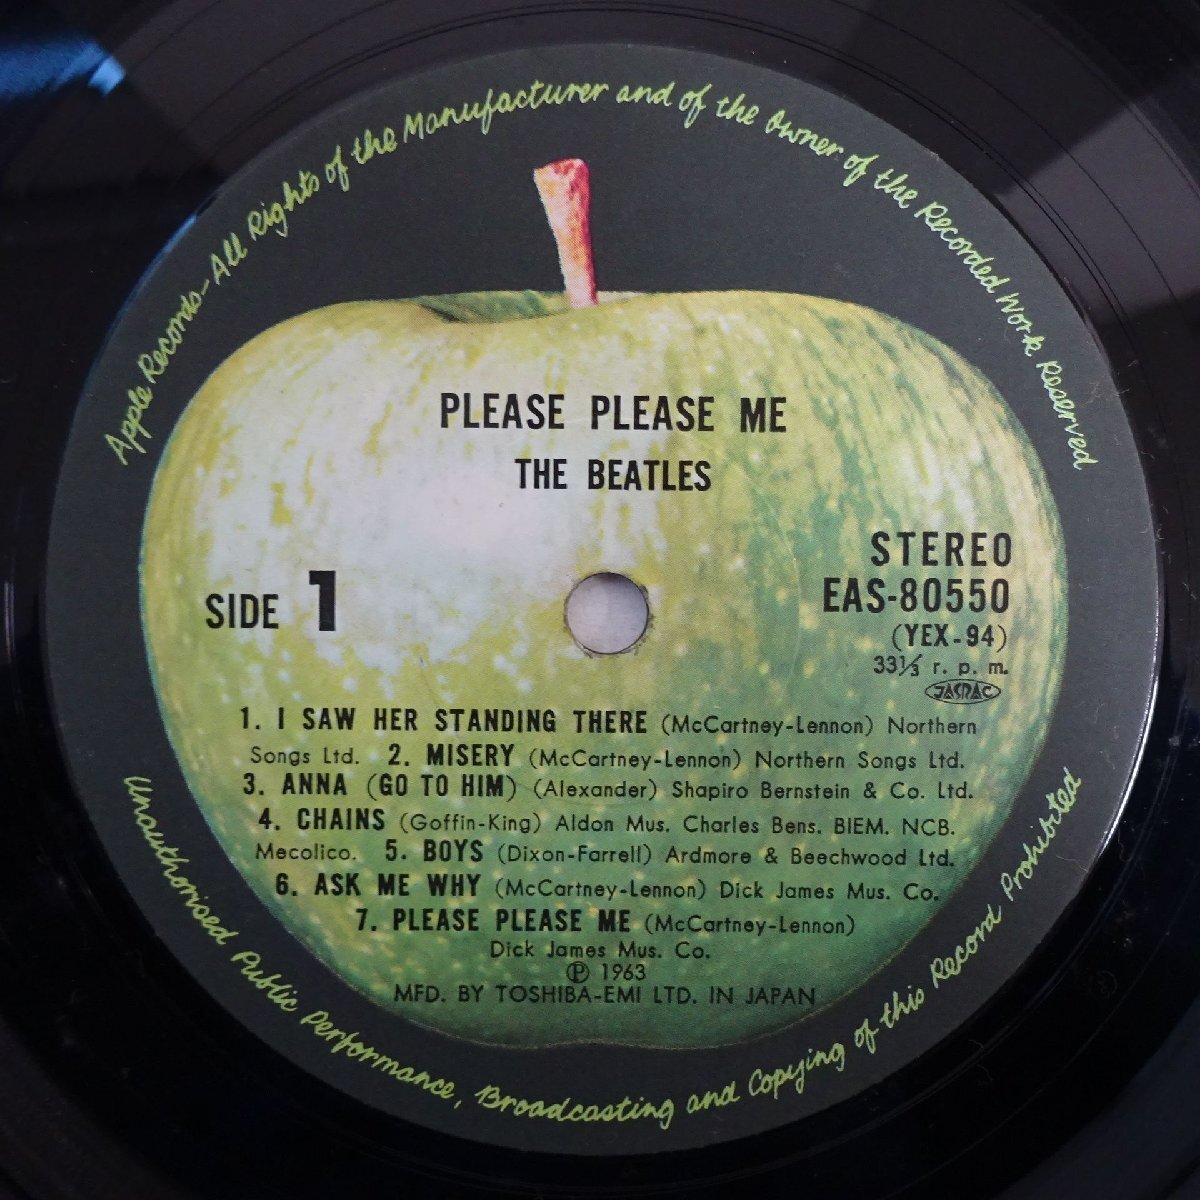 Apple Records-All Rights of the Manufacturer and of the Owner of the Recorded Work Reserved
PLEASE PLEASE ME
THE BEATLES
STEREO
EAS-80550
SIDE 1
(YEX-94)
33⅓ r. p. m.
JASRAC
1. I SAW HER STANDING THERE (McCartney-Lennon) Northern
Songs Ltd. 2. MISERY (McCartney-Lennon) Northern Songs Ltd.
3. ANNA (GO TO HIM) (Alexander) Shapiro Bernstein & Co. Ltd.
4. CHAINS (Goffin-King) Aldon Mus. Charles Bens. BIEM. NCB.
Mecolico. 5. BOYS (Dixon-Farrell) Ardmore & Beechwood Ltd.
6. ASK ME WHY (McCartney-Lennon) Dick James Mus. Co.
7. PLEASE PLEASE ME (McCartney-Lennon)
Dick James Mus. Co.
℗ 1963
MFD. BY TOSHIBA-EMI LTD. IN JAPAN
Unauthorised Public Performance, Broadcasting and Copying of this Record Prohibited